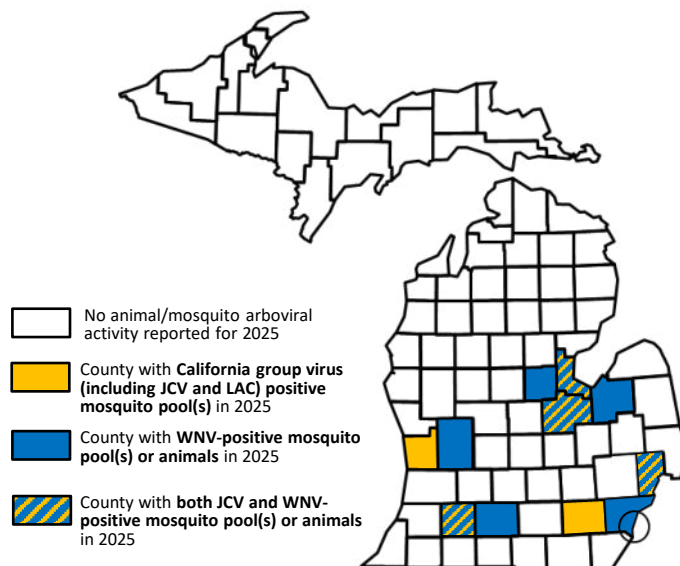 No animal/mosquito arboviral
activity reported for 2025
County with California group virus
(including JCV and LAC) positive
mosquito pool(s) in 2025
County with WNV-positive mosquito
pool(s) or animals in 2025
County with both JCV and WNV-
positive mosquito pool(s) or animals
in 2025